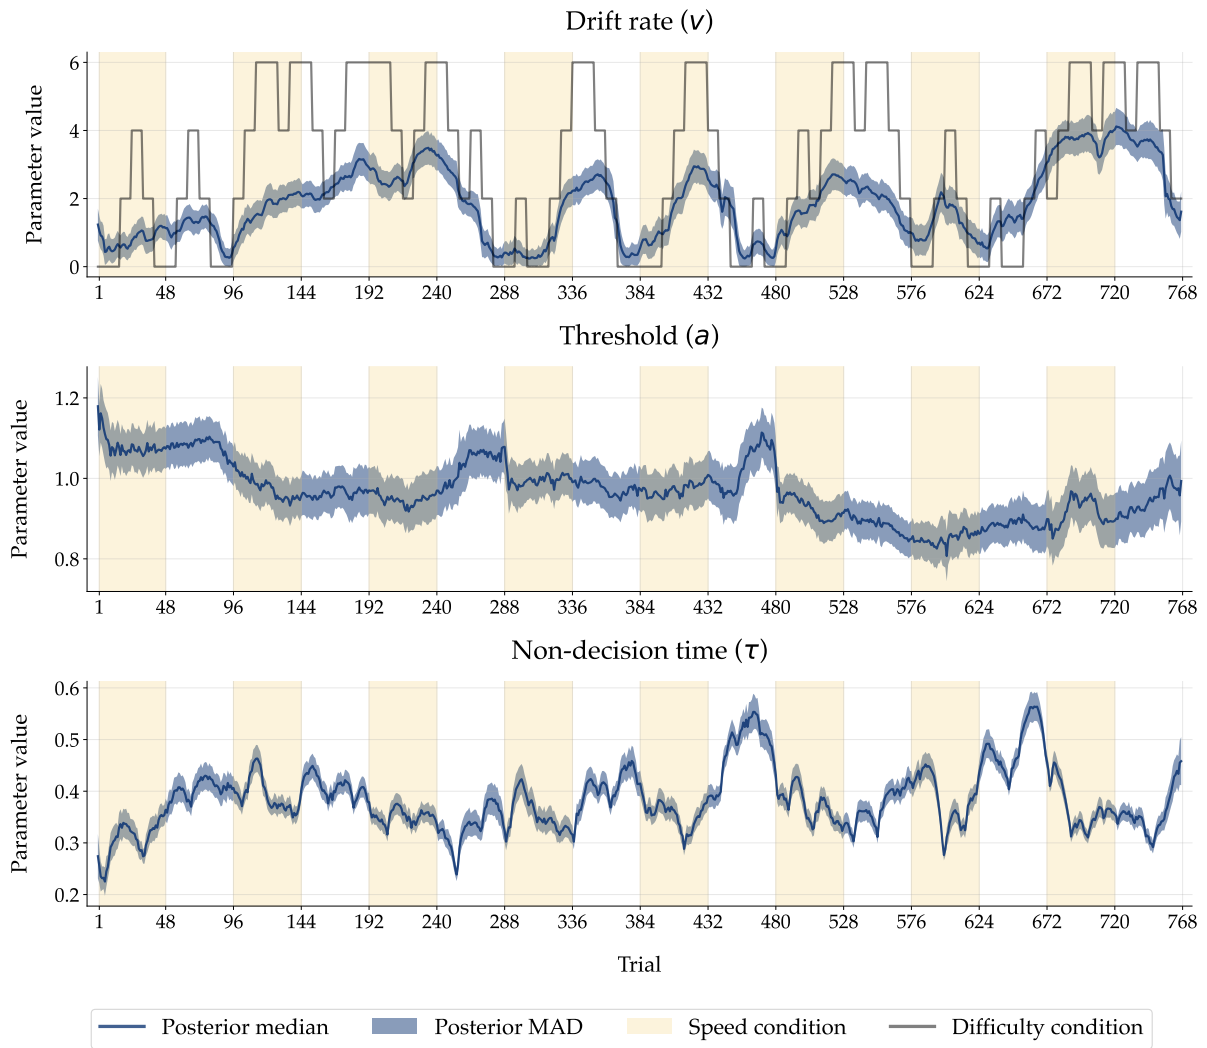 Drift rate (v)
Parameter value
6
4
2
0
1 48 96 144 192 240 288 336 384 432 480 528 576 624 672 720 768
Threshold (a)
Parameter value
1.2
1.0
0.8
1 48 96 144 192 240 288 336 384 432 480 528 576 624 672 720 768
Non-decision time (τ)
Parameter value
0.6
0.5
0.4
0.3
0.2
1 48 96 144 192 240 288 336 384 432 480 528 576 624 672 720 768
Trial
Posterior median Posterior MAD Speed condition Difficulty condition